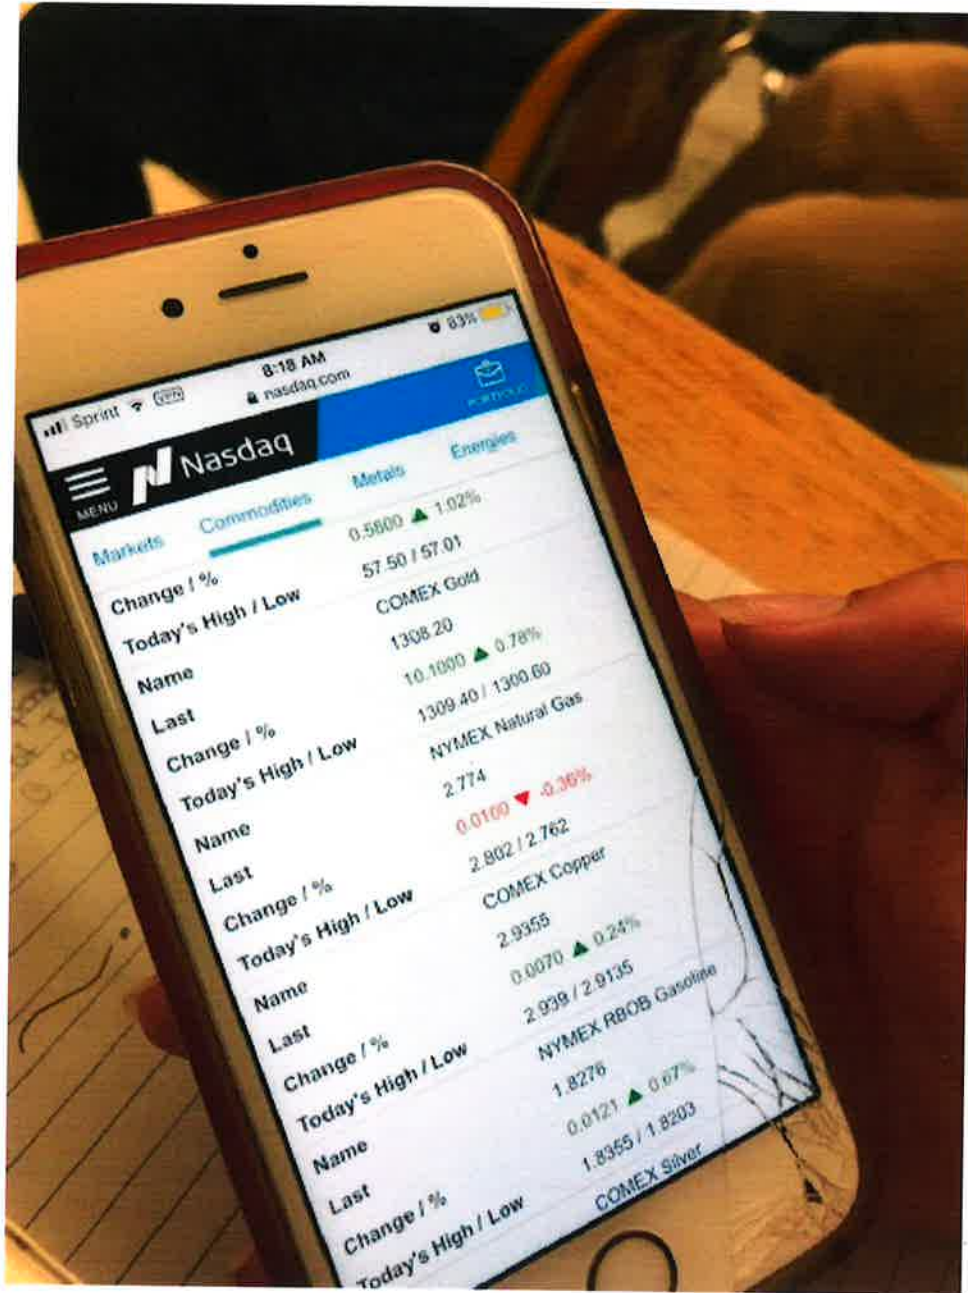 Sprint VPN 8:18 AM 83%
nasdaq.com
MENU Nasdaq PORTFOLIO
Markets Commodities Metals Energies
Change / % 0.5800 ▲ 1.02%
Today's High / Low 57.50 / 57.01
Name COMEX Gold
Last 1308.20
Change / % 10.1000 ▲ 0.78%
Today's High / Low 1309.40 / 1300.60
Name NYMEX Natural Gas
Last 2.774
Change / % 0.0100 ▼ -0.36%
Today's High / Low 2.802 / 2.762
Name COMEX Copper
Last 2.9355
Change / % 0.0070 ▲ 0.24%
Today's High / Low 2.939 / 2.9135
Name NYMEX RBOB Gasoline
Last 1.8276
Change / % 0.0121 ▲ 0.67%
Today's High / Low 1.8355 / 1.8203
COMEX Silver